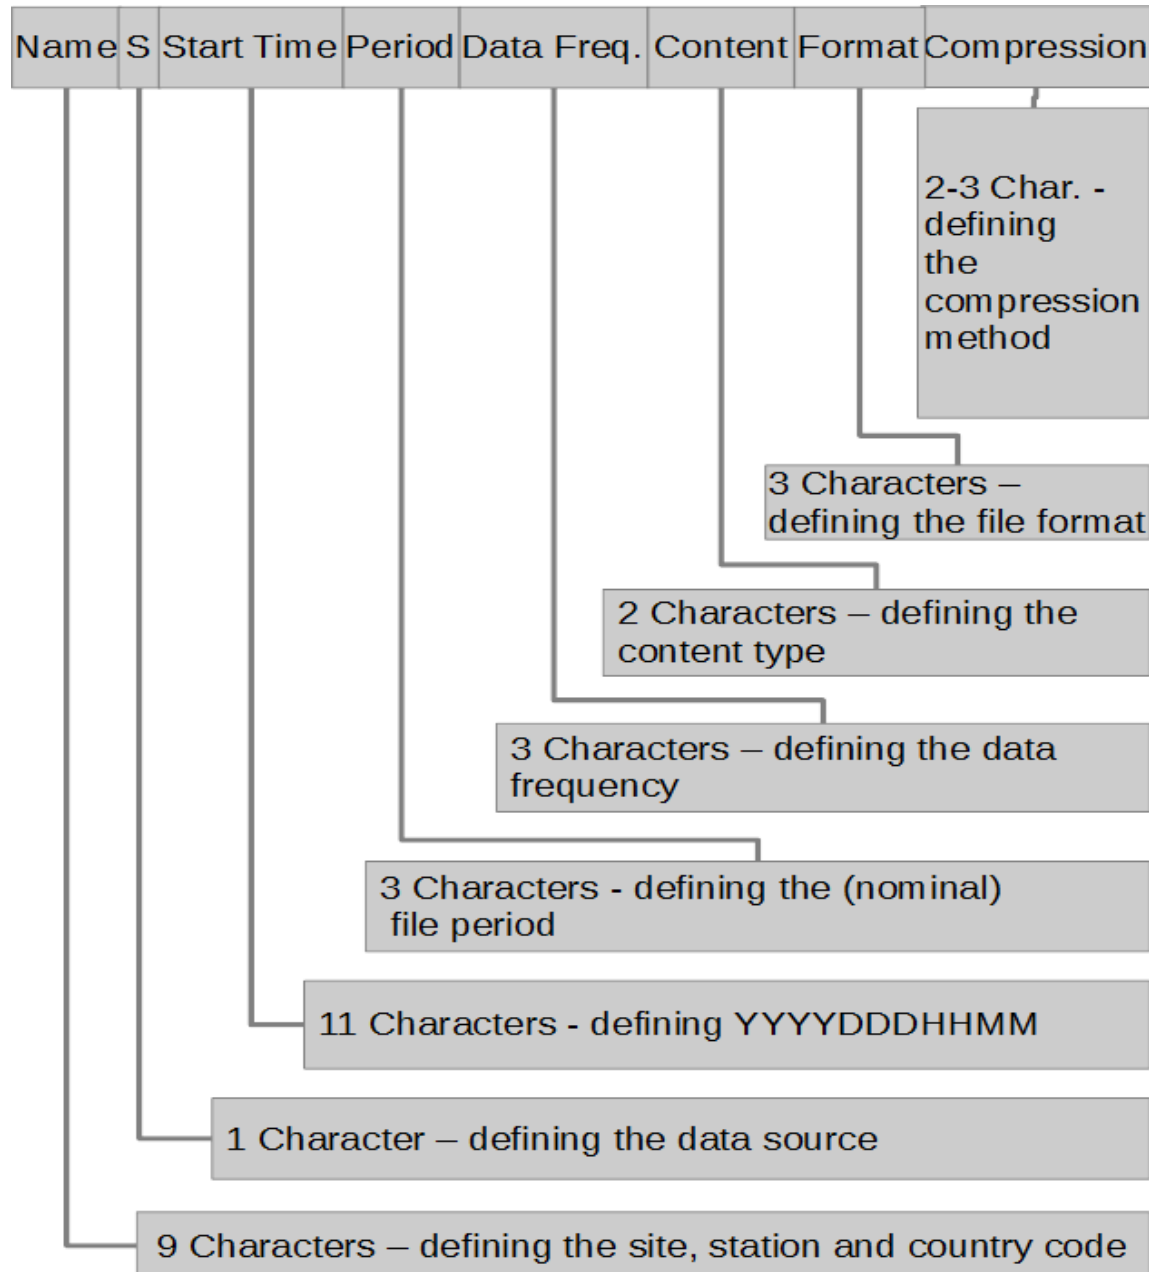 Name S Start Time Period Data Freq. Content Format Compression
2-3 Char. -
defining
the
compression
method
3 Characters –
defining the file format
2 Characters – defining the
content type
3 Characters – defining the data
frequency
3 Characters - defining the (nominal)
file period
11 Characters - defining YYYYDDDHHMM
1 Character – defining the data source
9 Characters – defining the site, station and country code